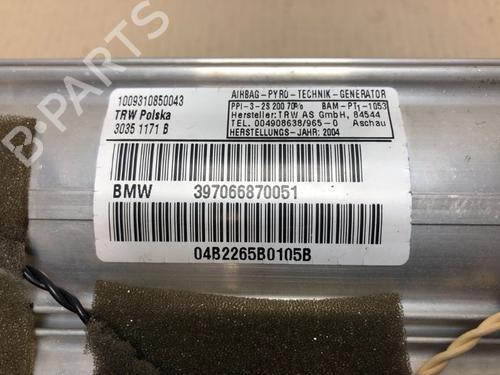 B-PARTS
1009310850043
TRW Polska
3035 1171 B
AIRBAG-PYRO-TECHNIK-GENERATOR
PPI-3-2S 200 70% BAM-PT1-1053
Hersteller: TRW AS GmbH, 84544
TEL. 004908638/965-0 Aschau
HERSTELLUNGS-JAHR: 2004
BMW 397066870051
04B2265B0105B